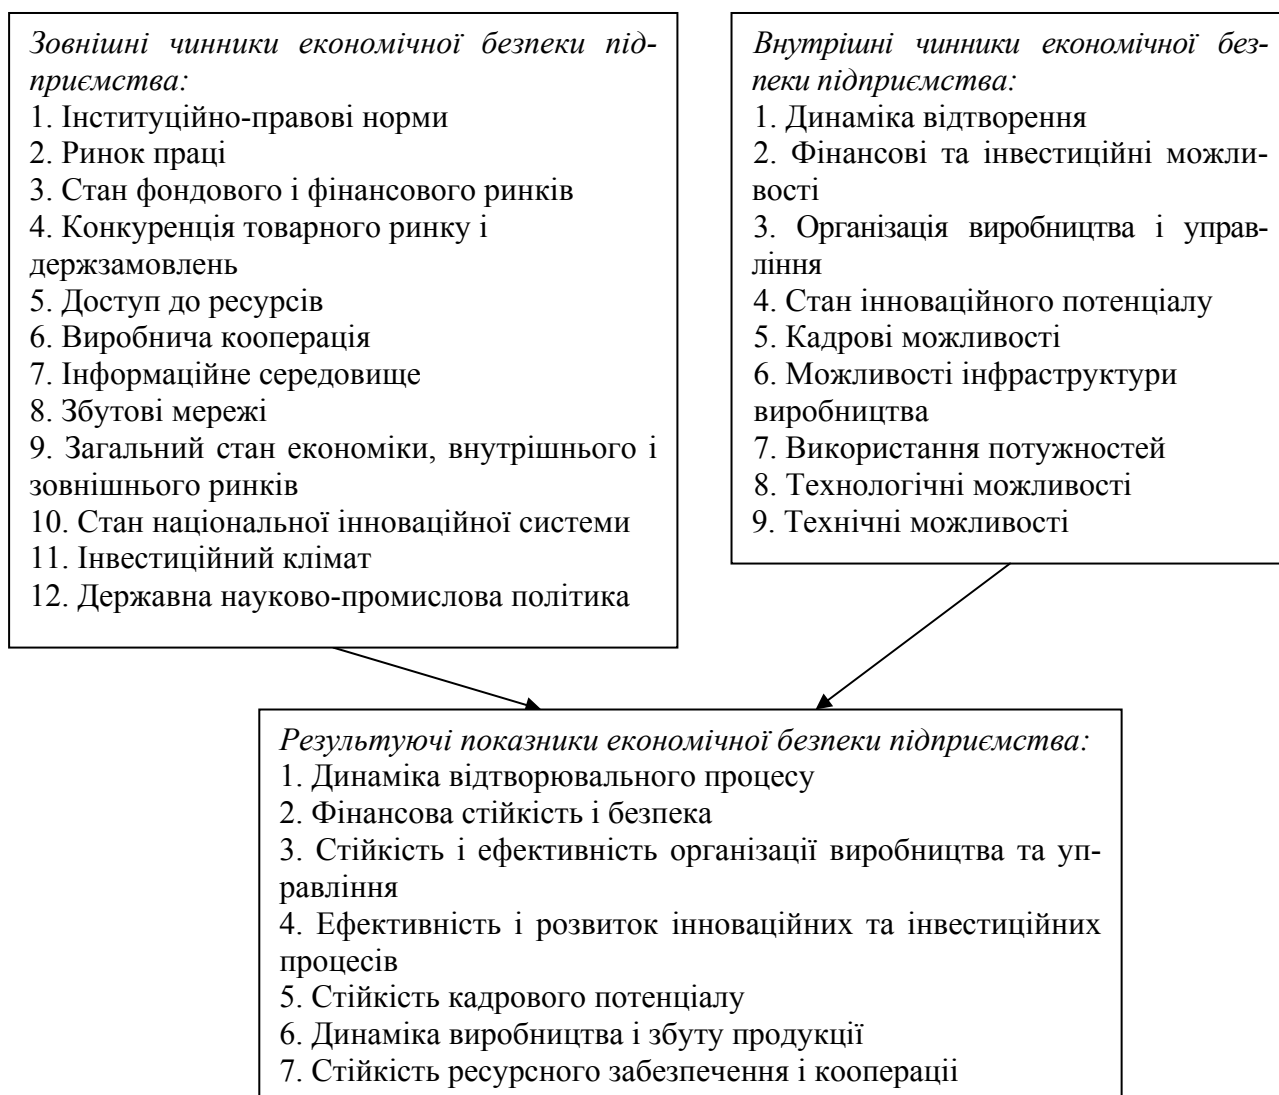 Зовнішні чинники економічної безпеки під-
приємства:
1. Інституційно-правові норми
2. Ринок праці
3. Стан фондового і фінансового ринків
4. Конкуренція товарного ринку і
держзамовлень
5. Доступ до ресурсів
6. Виробнича кооперація
7. Інформаційне середовище
8. Збутові мережі
9. Загальний стан економіки, внутрішнього і
зовнішнього ринків
10. Стан національної інноваційної системи
11. Інвестиційний клімат
12. Державна науково-промислова політика
Внутрішні чинники економічної без-
пеки підприємства:
1. Динаміка відтворення
2. Фінансові та інвестиційні можли-
вості
3. Організація виробництва і управ-
ління
4. Стан інноваційного потенціалу
5. Кадрові можливості
6. Можливості інфраструктури
виробництва
7. Використання потужностей
8. Технологічні можливості
9. Технічні можливості
Результуючі показники економічної безпеки підприємства:
1. Динаміка відтворювального процесу
2. Фінансова стійкість і безпека
3. Стійкість і ефективність організації виробництва та уп-
равління
4. Ефективність і розвиток інноваційних та інвестиційних
процесів
5. Стійкість кадрового потенціалу
6. Динаміка виробництва і збуту продукції
7. Стійкість ресурсного забезпечення і кооперації